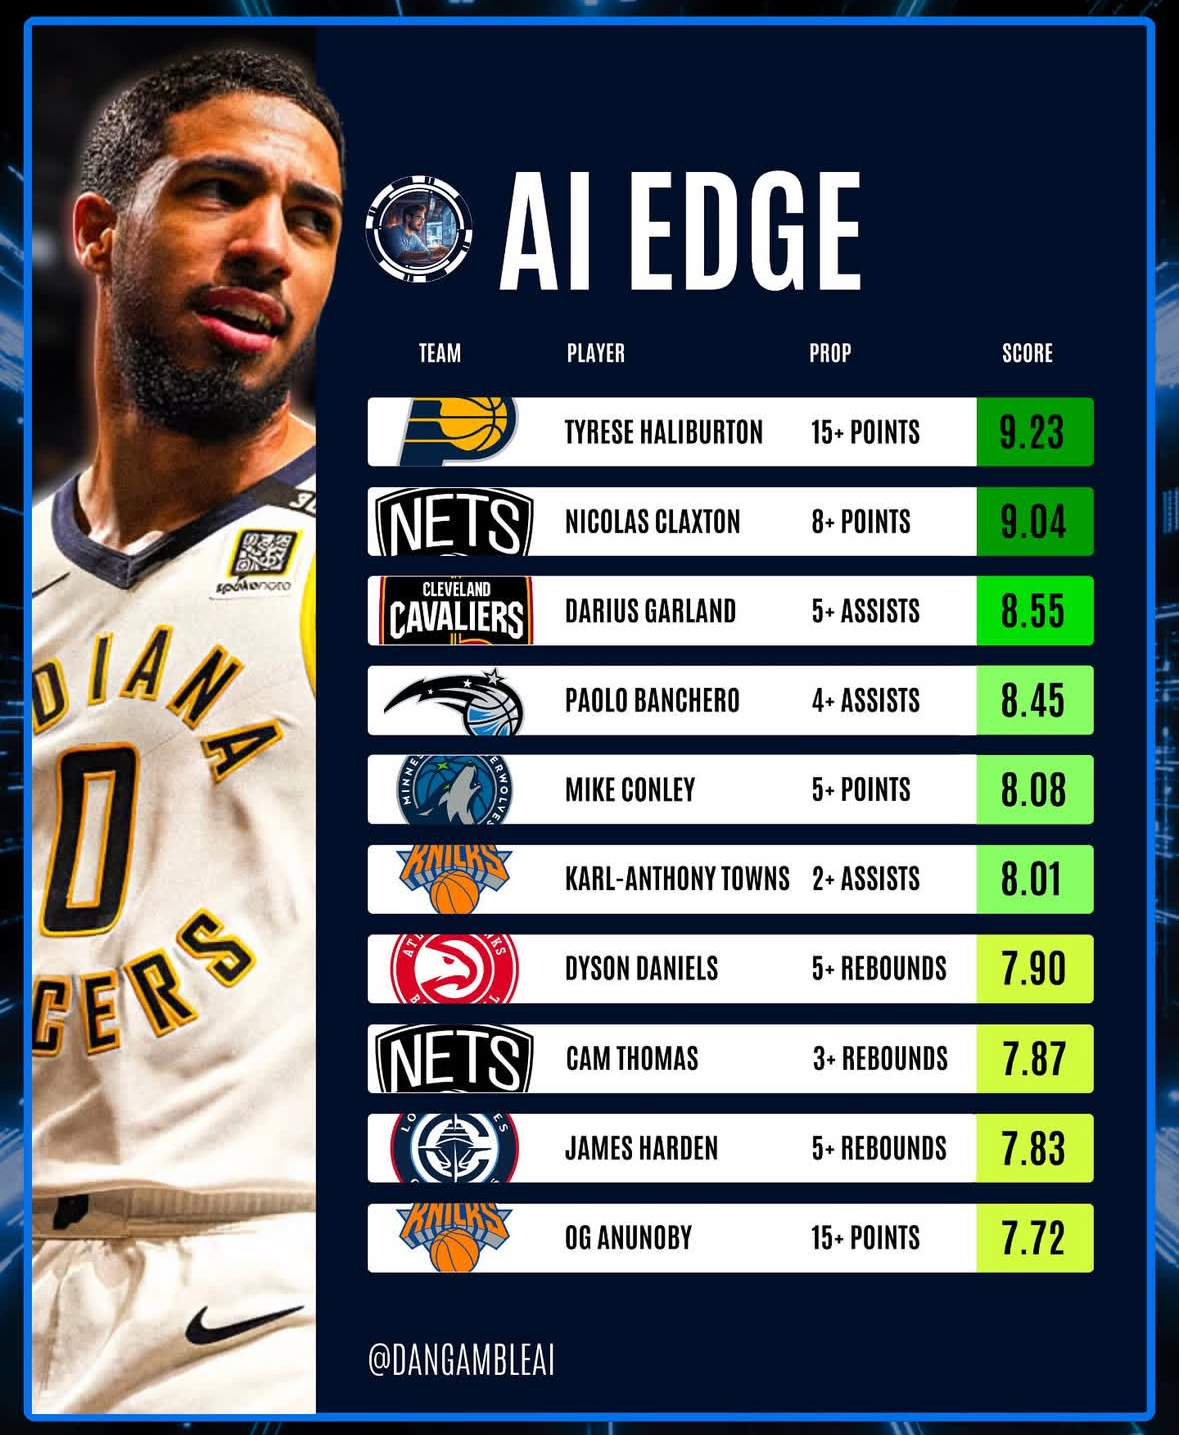 AI EDGE
TEAM PLAYER PROP SCORE
TYRESE HALIBURTON 15+ POINTS 9.23
NETS NICOLAS CLAXTON 8+ POINTS 9.04
CLEVELAND
CAVALIERS DARIUS GARLAND 5+ ASSISTS 8.55
PAOLO BANCHERO 4+ ASSISTS 8.45
MIKE CONLEY 5+ POINTS 8.08
KNICKS KARL-ANTHONY TOWNS 2+ ASSISTS 8.01
DYSON DANIELS 5+ REBOUNDS 7.90
NETS CAM THOMAS 3+ REBOUNDS 7.87
JAMES HARDEN 5+ REBOUNDS 7.83
KNICKS OG ANUNOBY 15+ POINTS 7.72
@DANGAMBLEAI
DIANA
0
CERS